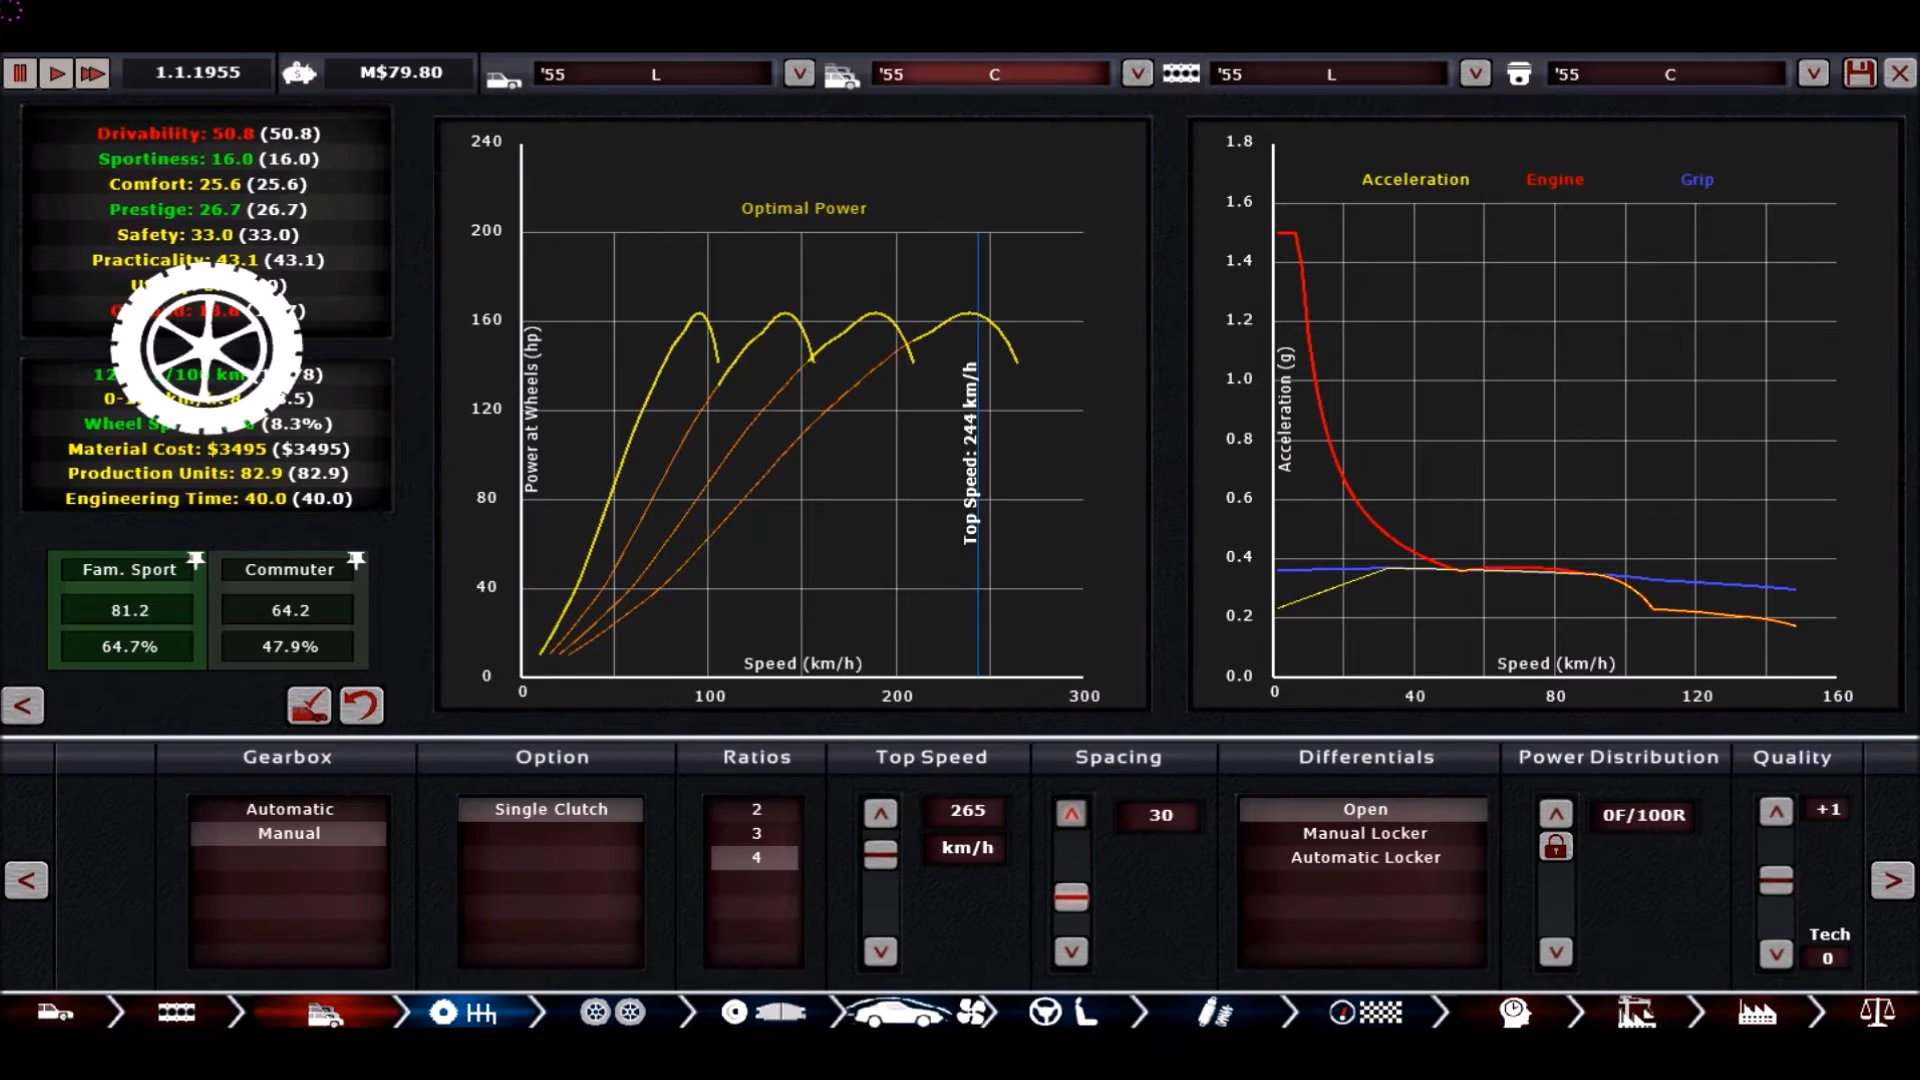 1.1.1955 M$79.80 '55 L '55 C '55 L '55 C
Drivability: 50.8 (50.8)
Sportiness: 16.0 (16.0)
Comfort: 25.6 (25.6)
Prestige: 26.7 (26.7)
Safety: 33.0 (33.0)
Practicality: 43.1 (43.1)
(8.3%)
Material Cost: $3495 ($3495)
Production Units: 82.9 (82.9)
Engineering Time: 40.0 (40.0)
Fam. Sport Commuter
81.2 64.2
64.7% 47.9%
240
200
160
120
80
40
0
Optimal Power
Power at Wheels (hp)
Top Speed: 244 km/h
Speed (km/h)
0 100 200 300
1.8
1.6
1.4
1.2
1.0
0.8
0.6
0.4
0.2
0.0
Acceleration Engine Grip
Acceleration (g)
Speed (km/h)
0 40 80 120 160
Gearbox Option Ratios Top Speed Spacing Differentials Power Distribution Quality
Automatic
Manual
Single Clutch
2
3
4
265
km/h
30
Open
Manual Locker
Automatic Locker
0F/100R
+1
Tech
0